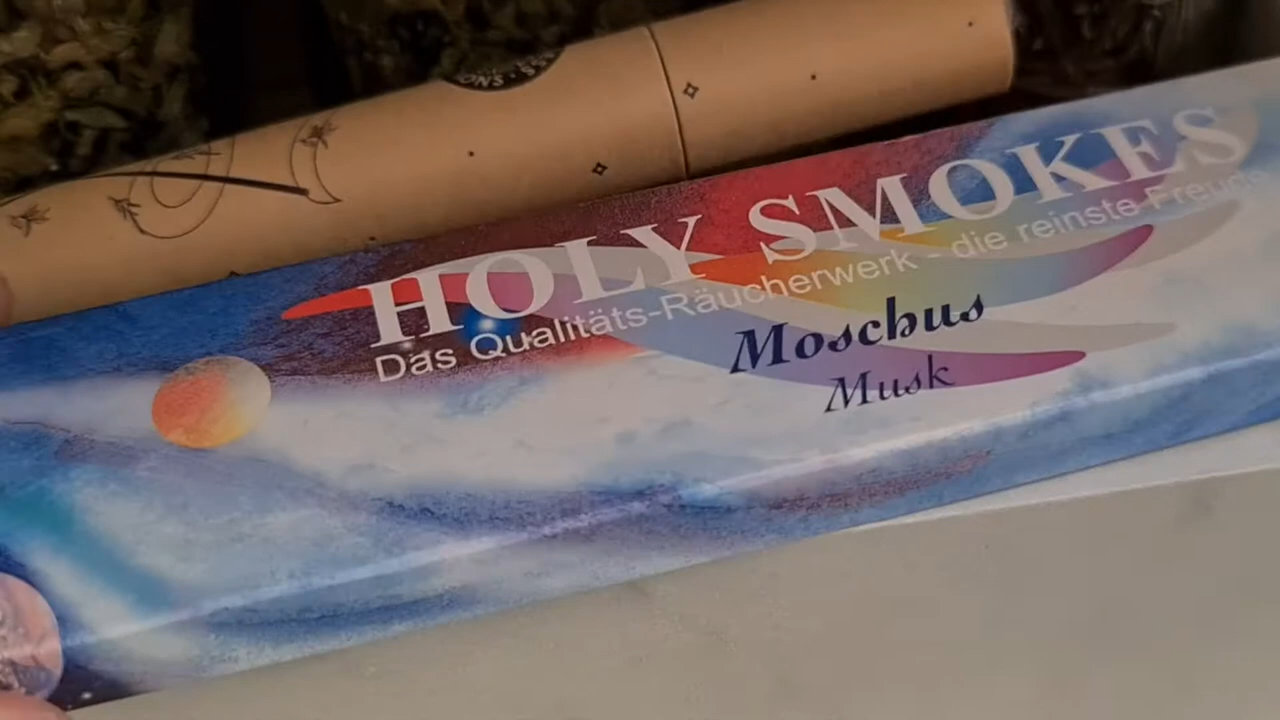 HOLY SMOKES
Das Qualitäts-Räucherwerk - die reinste
Moschus
Musk